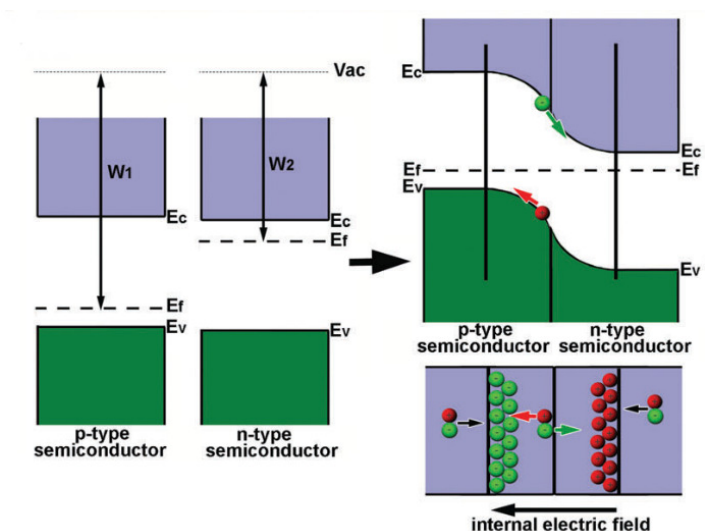 Vac
W1
W2
Ec
Ec
Ef
Ef
Ev
Ev
p-type
semiconductor
n-type
semiconductor
Ec
Ec
Ef
Ef
Ev
Ev
p-type
semiconductor
n-type
semiconductor
internal electric field